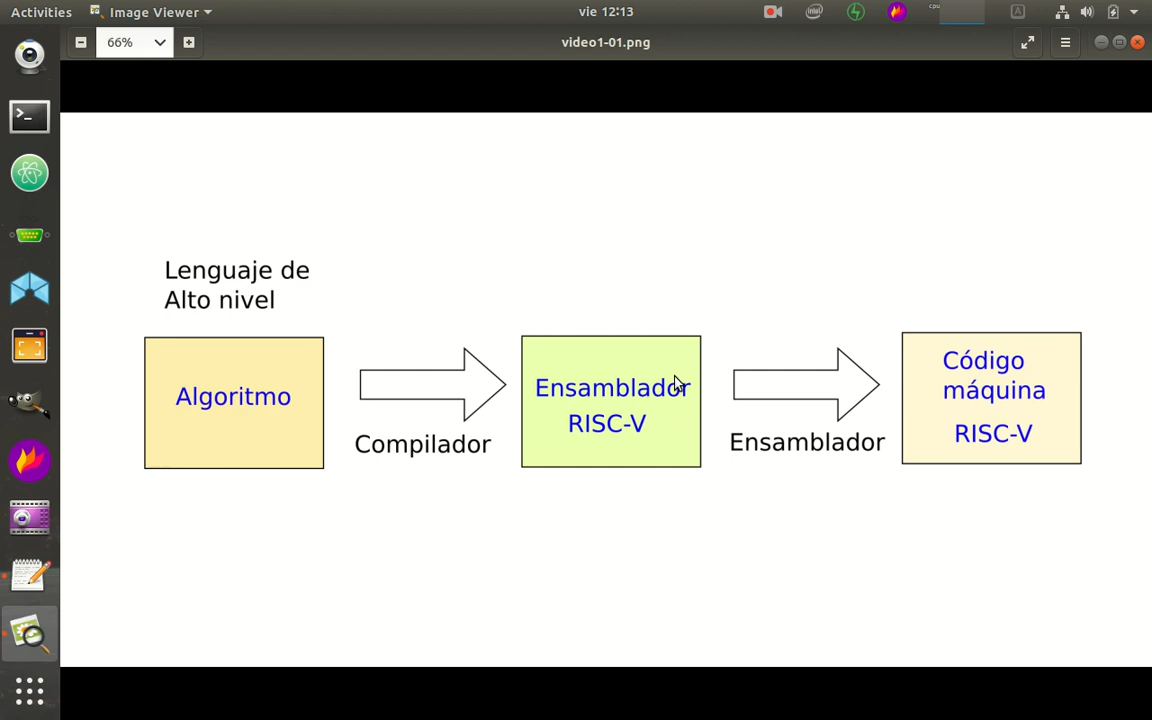 Activities
Image Viewer
vie 12:13
cpu
A
66%
video1-01.png
Lenguaje de
Alto nivel
Algoritmo
Compilador
Ensamblador
RISC-V
Ensamblador
Código
máquina
RISC-V